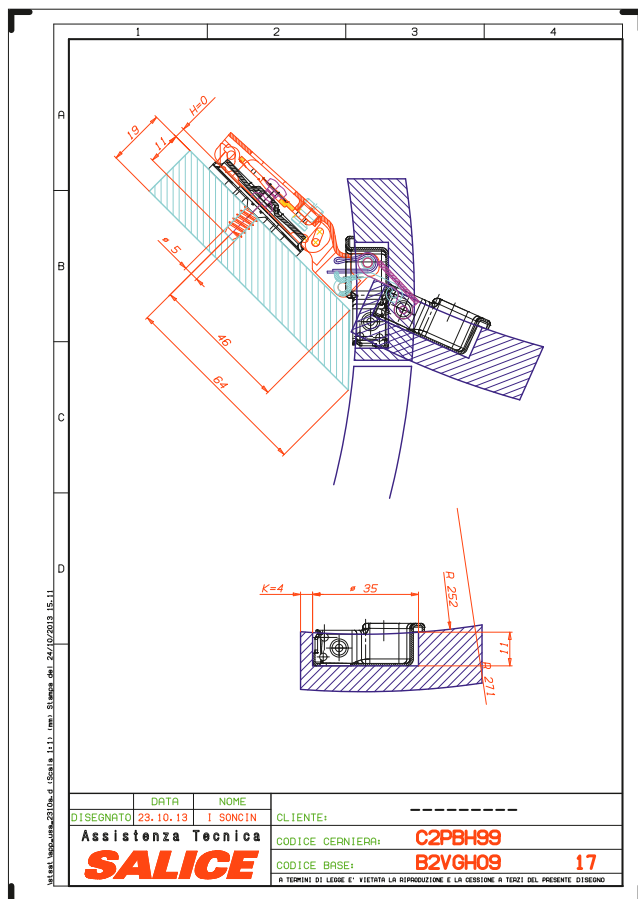 1 2 3 4
A
B
C
D
H=0
19
11
ø 5
46
64
K=4
ø 35
R 252
11
R 271
(Scala 1:1) (mm) Stampa del 24/10/2013 15.11
DATA NOME
DISEGNATO 23.10.13 I SONCIN
CLIENTE: ---------
Assistenza Tecnica
SALICE
CODICE CERNIERA: C2PBH99
CODICE BASE: B2VGH09 17
A TERMINI DI LEGGE E' VIETATA LA RIPRODUZIONE E LA CESSIONE A TERZI DEL PRESENTE DISEGNO